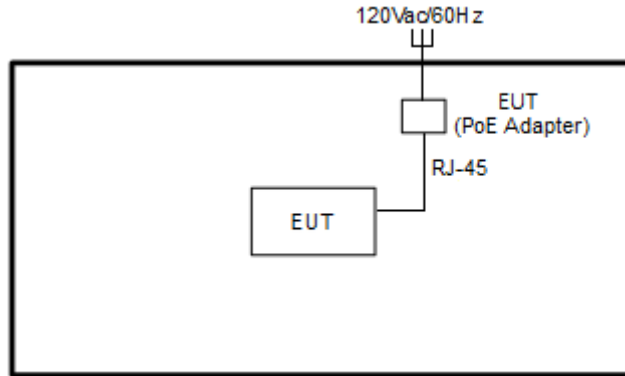 120Vac/60Hz
EUT
(PoE Adapter)
RJ-45
EUT